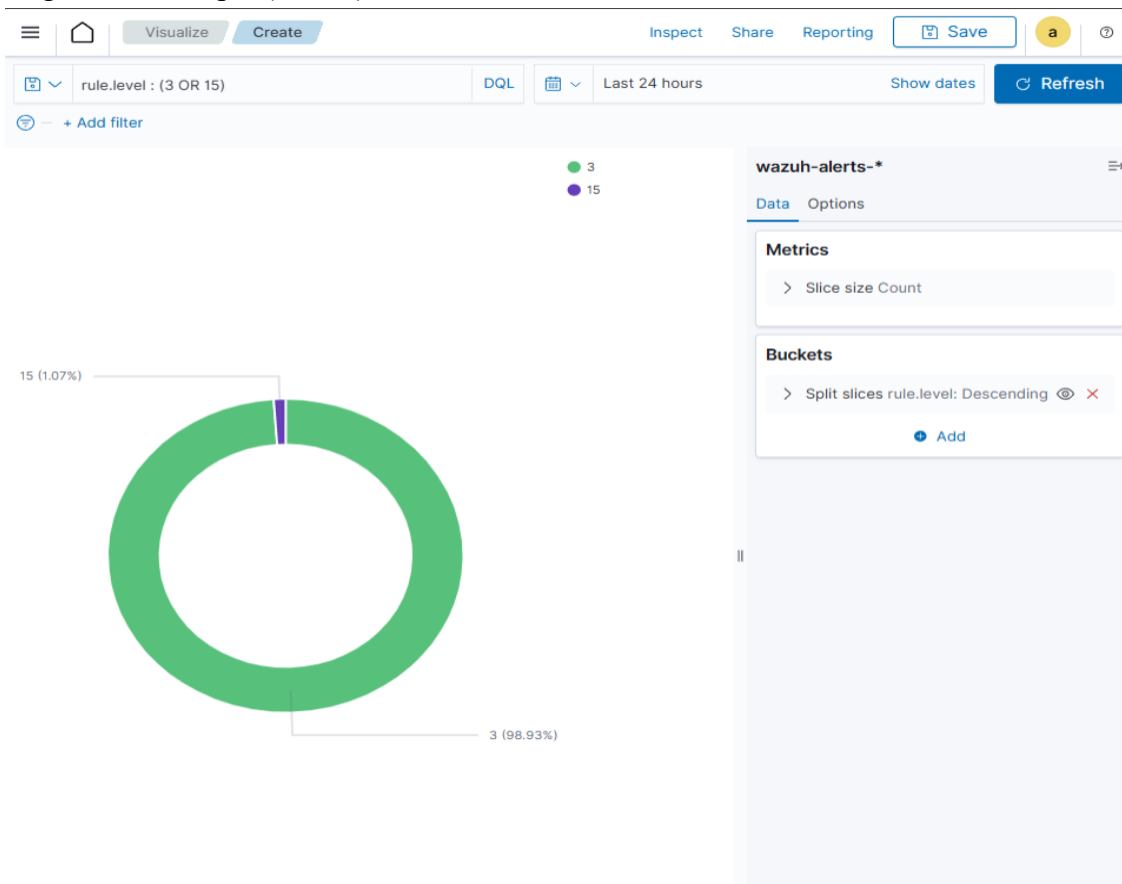 Visualize Create Inspect Share Reporting Save a
rule.level : (3 OR 15) DQL Last 24 hours Show dates Refresh
+ Add filter
3
15
wazuh-alerts-*
Data Options
Metrics
Slice size Count
Buckets
Split slices rule.level: Descending
Add
15 (1.07%)
3 (98.93%)